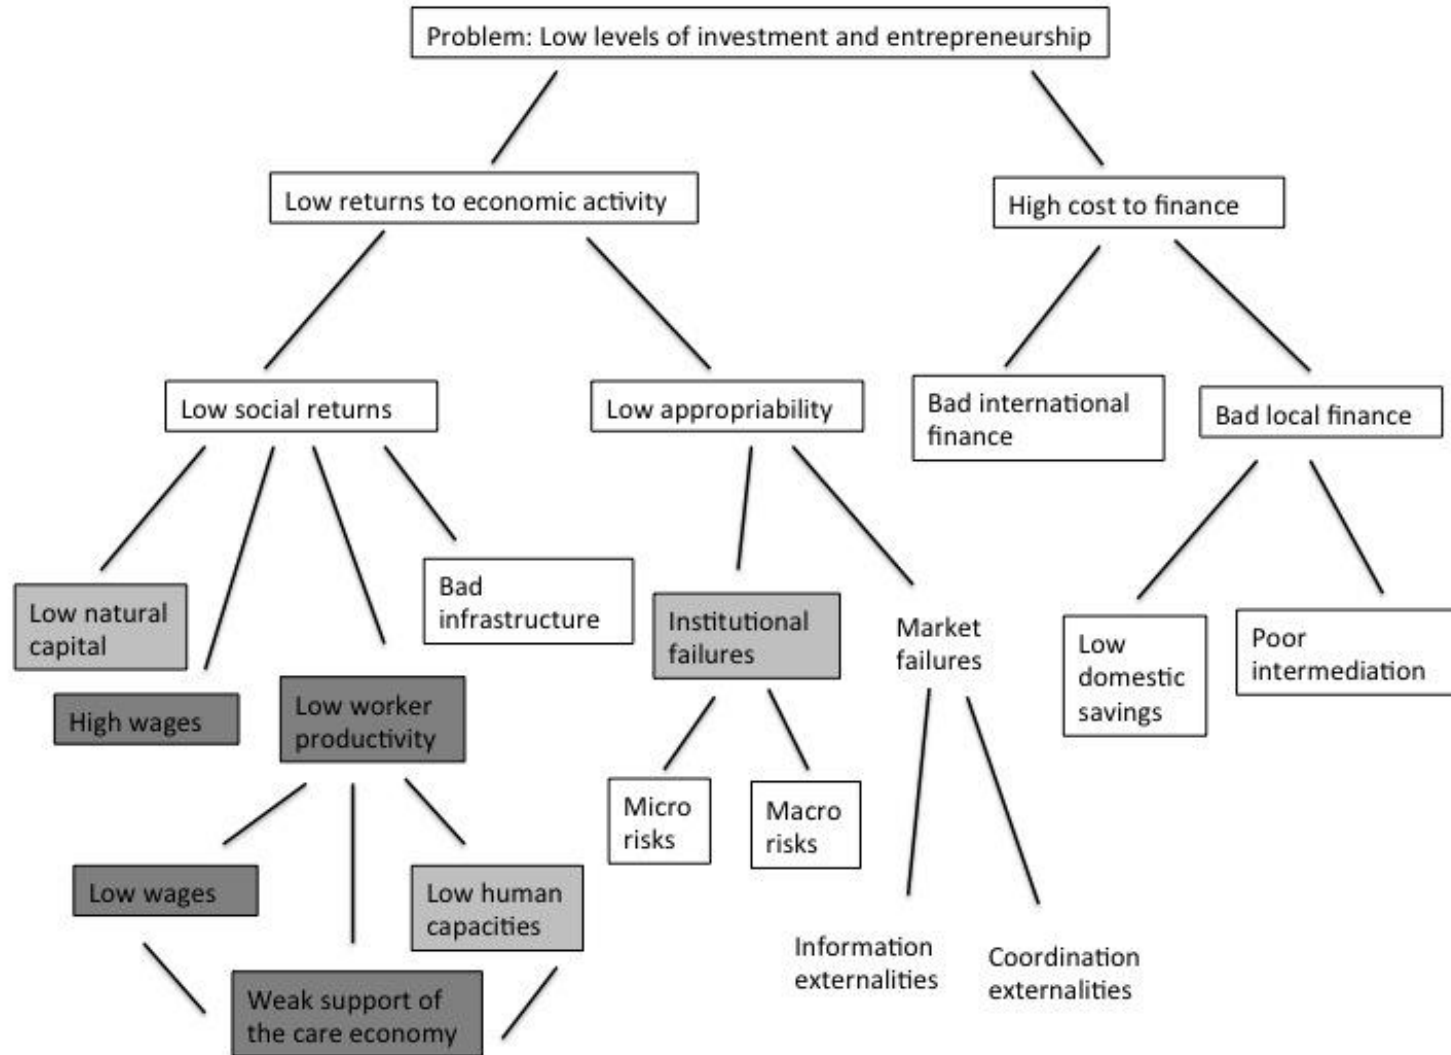 Problem: Low levels of investment and entrepreneurship
Low returns to economic activity
High cost to finance
Low social returns
Low appropriability
Bad international
finance
Bad local finance
Low natural
capital
High wages
Low worker
productivity
Bad
infrastructure
Institutional
failures
Market
failures
Low
domestic
savings
Poor
intermediation
Micro
risks
Macro
risks
Low wages
Low human
capacities
Weak support of
the care economy
Information
externalities
Coordination
externalities